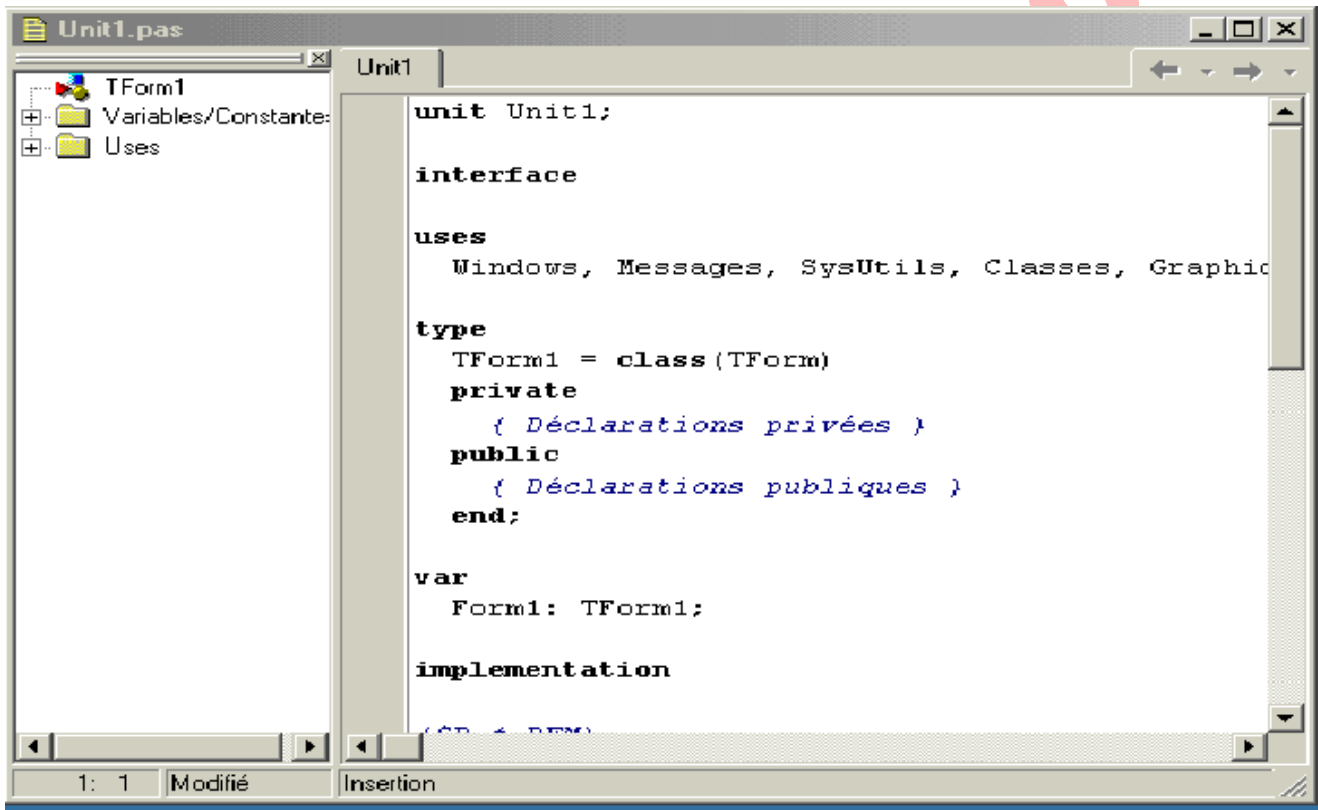 Unit1.pas
TForm1
Variables/Constante
Uses
Unit1
unit Unit1;
interface
uses
Windows, Messages, SysUtils, Classes, Graphic
type
TForm1 = class(TForm)
private
{ Déclarations privées }
public
{ Déclarations publiques }
end;
var
Form1: TForm1;
implementation
1: 1 Modifié Insertion